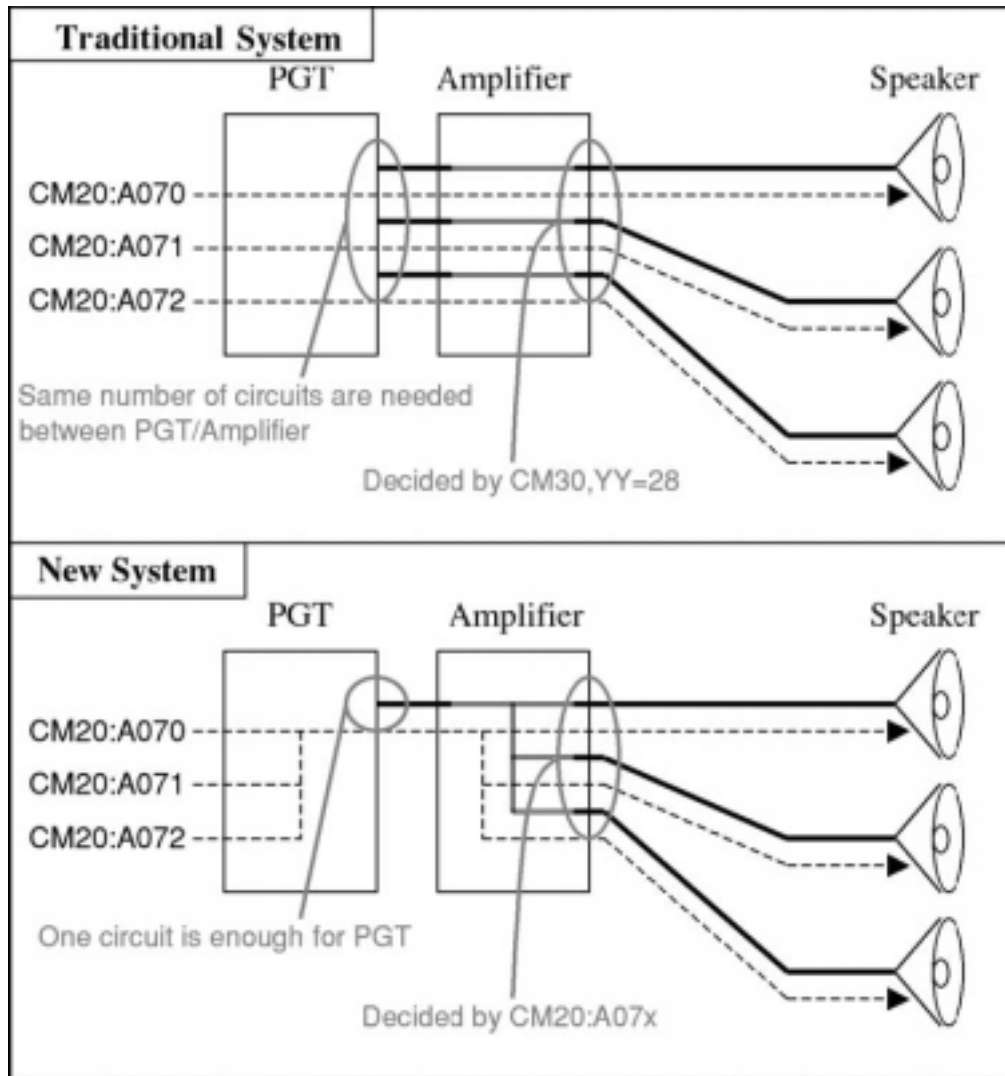 Traditional System
PGT Amplifier Speaker
CM20:A070
CM20:A071
CM20:A072
Same number of circuits are needed
between PGT/Amplifier
Decided by CM30,YY=28
New System
PGT Amplifier Speaker
CM20:A070
CM20:A071
CM20:A072
One circuit is enough for PGT
Decided by CM20:A07x